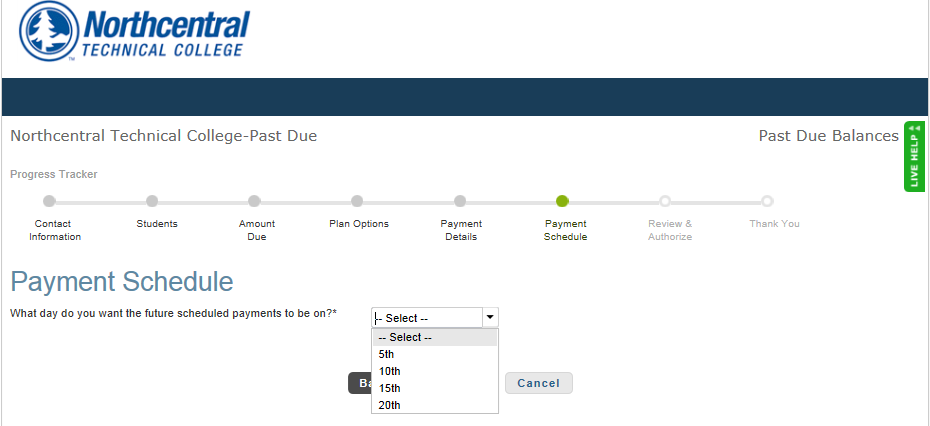 Northcentral
TECHNICAL COLLEGE
Northcentral Technical College-Past Due
Past Due Balances
LIVE HELP
Progress Tracker
Contact
Information
Students
Amount
Due
Plan Options
Payment
Details
Payment
Schedule
Review &
Authorize
Thank You
Payment Schedule
What day do you want the future scheduled payments to be on?*
-- Select --
-- Select --
5th
10th
15th
20th
Cancel